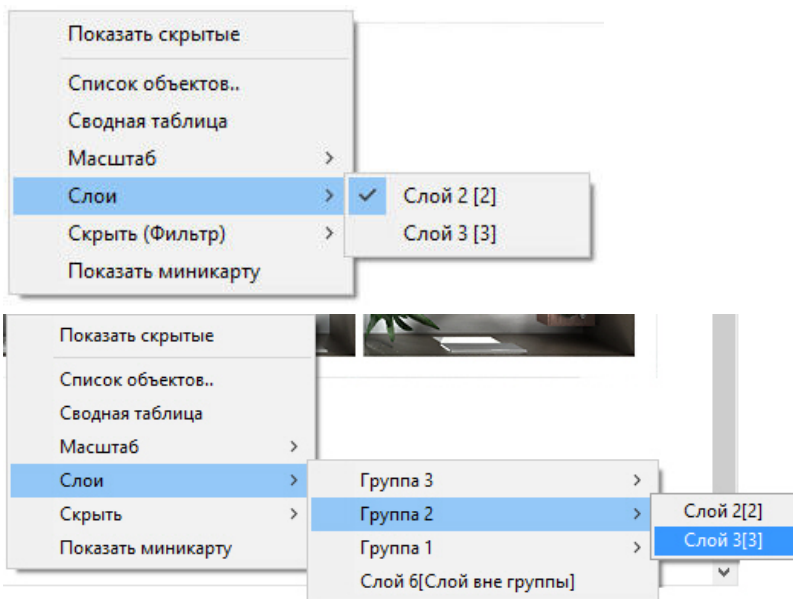 Показать скрытые
Список объектов..
Сводная таблица
Масштаб
Слои
Слой 2 [2]
Скрыть (Фильтр)
Слой 3 [3]
Показать миникарту
Показать скрытые
Список объектов..
Сводная таблица
Масштаб
Слои
Группа 3
Скрыть
Группа 2
Слой 2[2]
Слой 3[3]
Показать миникарту
Группа 1
Слой 6[Слой вне группы]